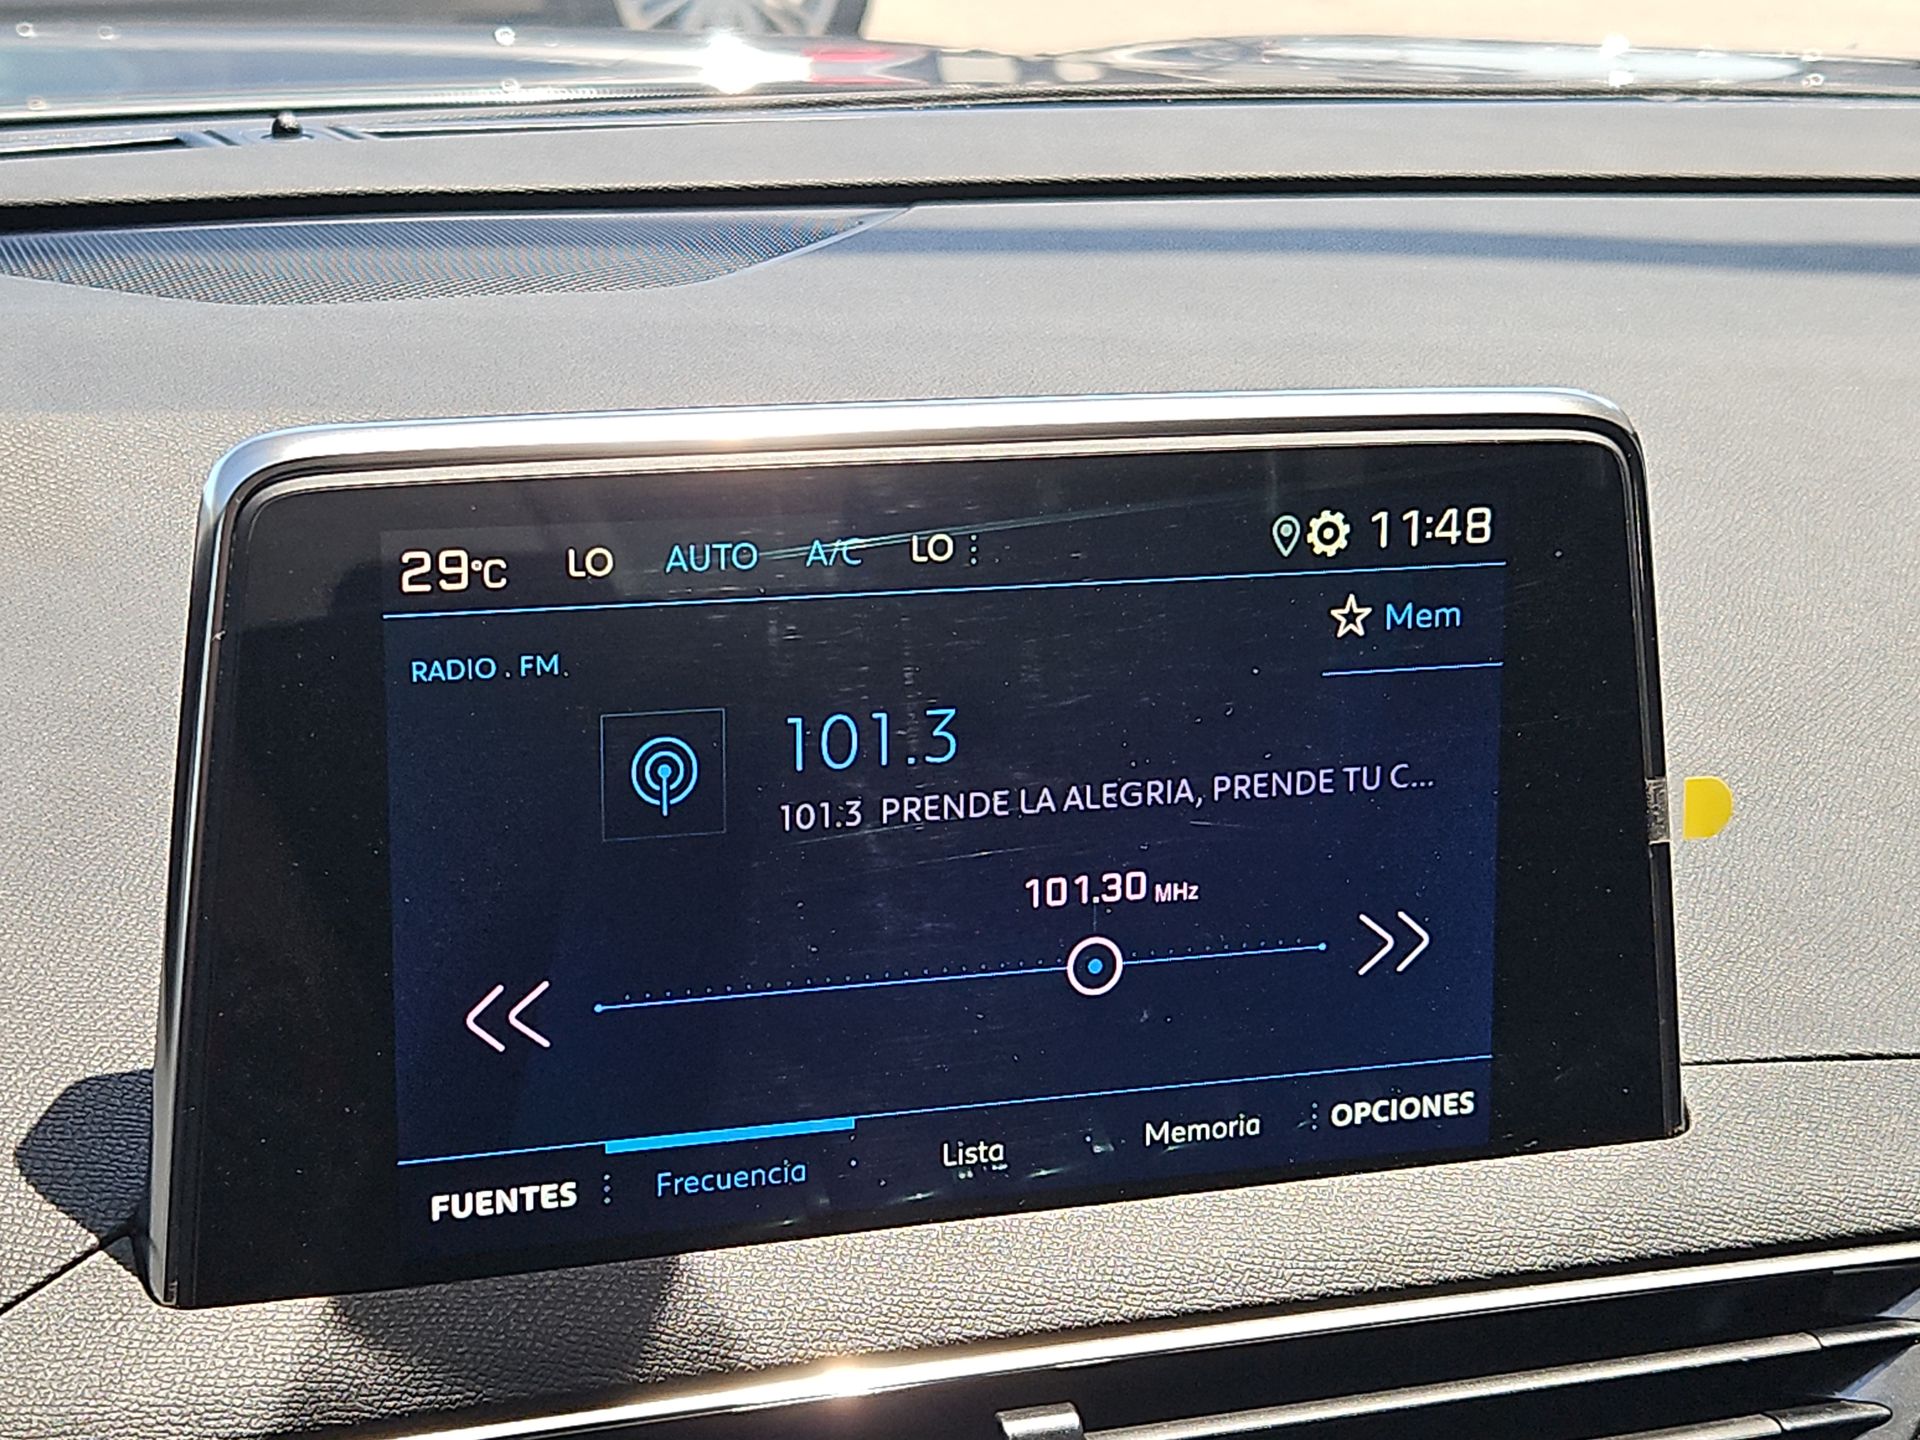 29°C LO AUTO A/C LO 11:48
Mem
RADIO . FM
101.3
101.3 PRENDE LA ALEGRIA, PRENDE TU C...
101.30 MHz
FUENTES Frecuencia Lista Memoria OPCIONES